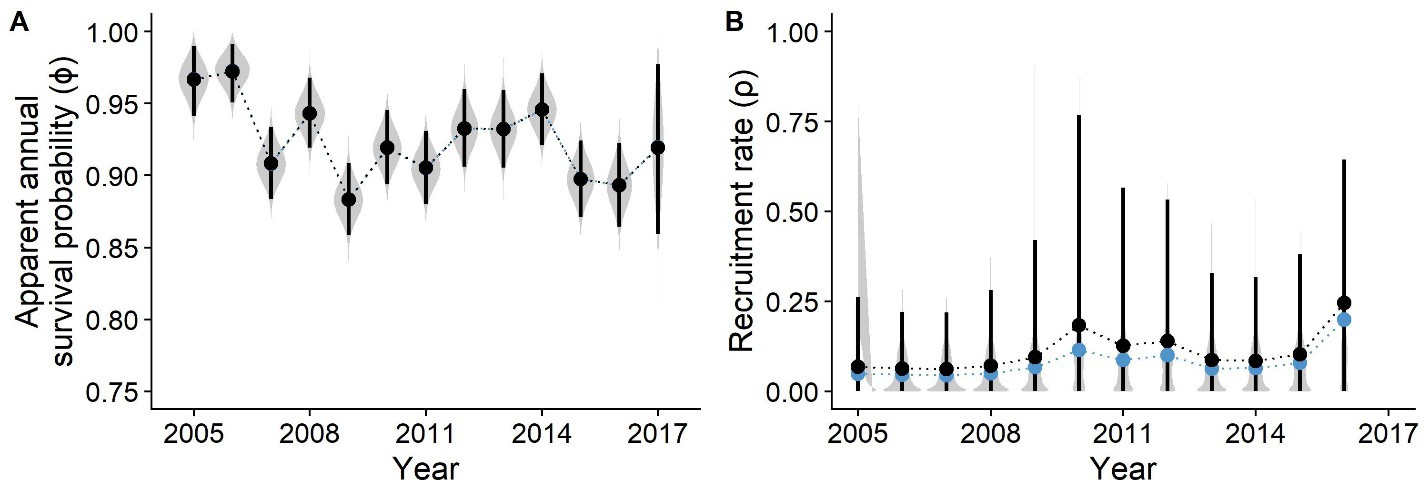 A
Apparent annual
survival probability (ϕ)
1.00
0.95
0.90
0.85
0.80
0.75
2005 2008 2011 2014 2017
Year
B
Recruitment rate (ρ)
1.00
0.75
0.50
0.25
0.00
2005 2008 2011 2014 2017
Year